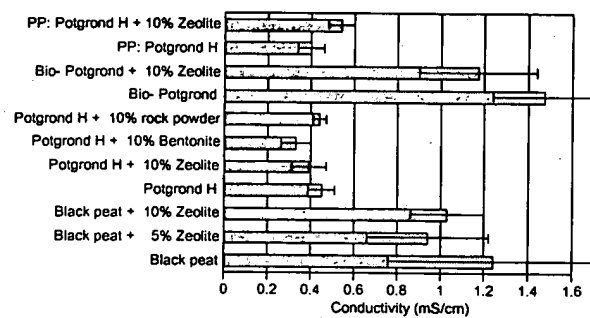 PP: Potgrond H + 10% Zeolite
PP: Potgrond H
Bio- Potgrond + 10% Zeolite
Bio- Potgrond
Potgrond H + 10% rock powder
Potgrond H + 10% Bentonite
Potgrond H + 10% Zeolite
Potgrond H
Black peat + 10% Zeolite
Black peat + 5% Zeolite
Black peat
0 0.2 0.4 0.6 0.8 1 1.2 1.4 1.6
Conductivity (mS/cm)